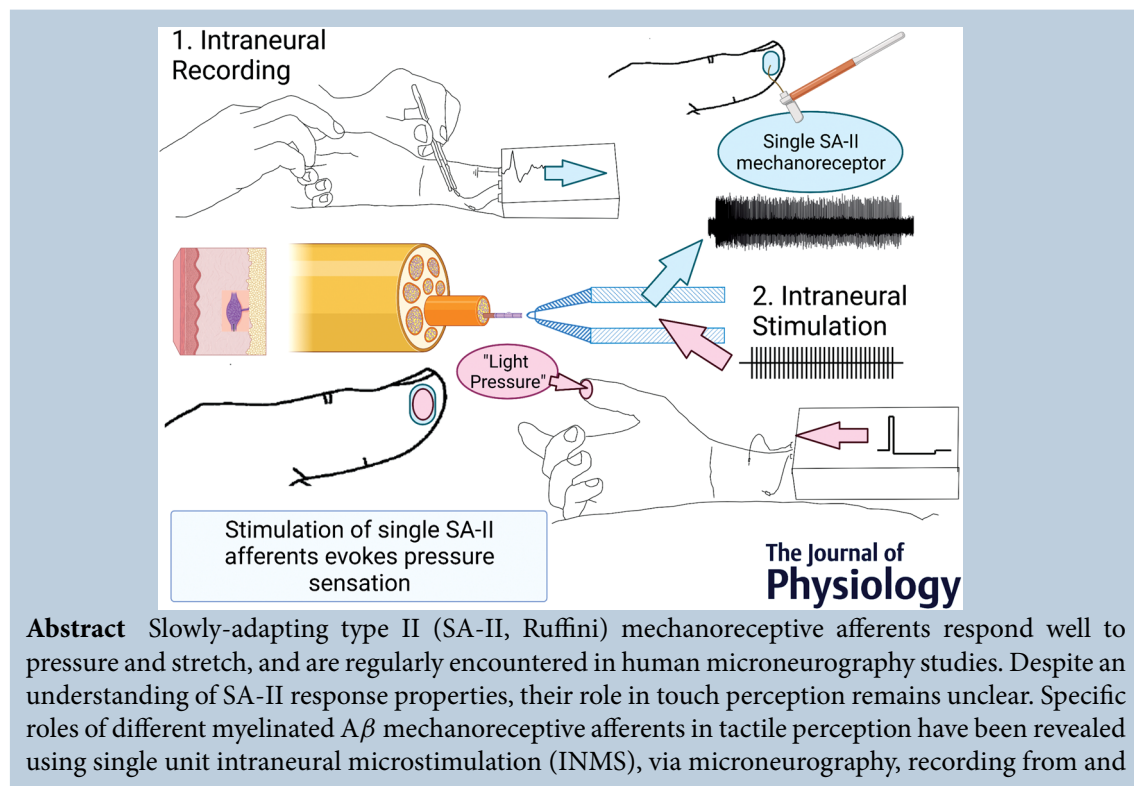 1. Intraneural
Recording
Single SA-II
mechanoreceptor
2. Intraneural
Stimulation
"Light
Pressure"
Stimulation of single SA-II
afferents evokes pressure
sensation
The Journal of
Physiology
Abstract Slowly-adapting type II (SA-II, Ruffini) mechanoreceptive afferents respond well to
pressure and stretch, and are regularly encountered in human microneurography studies. Despite an
understanding of SA-II response properties, their role in touch perception remains unclear. Specific
roles of different myelinated Aβ mechanoreceptive afferents in tactile perception have been revealed
using single unit intraneural microstimulation (INMS), via microneurography, recording from and